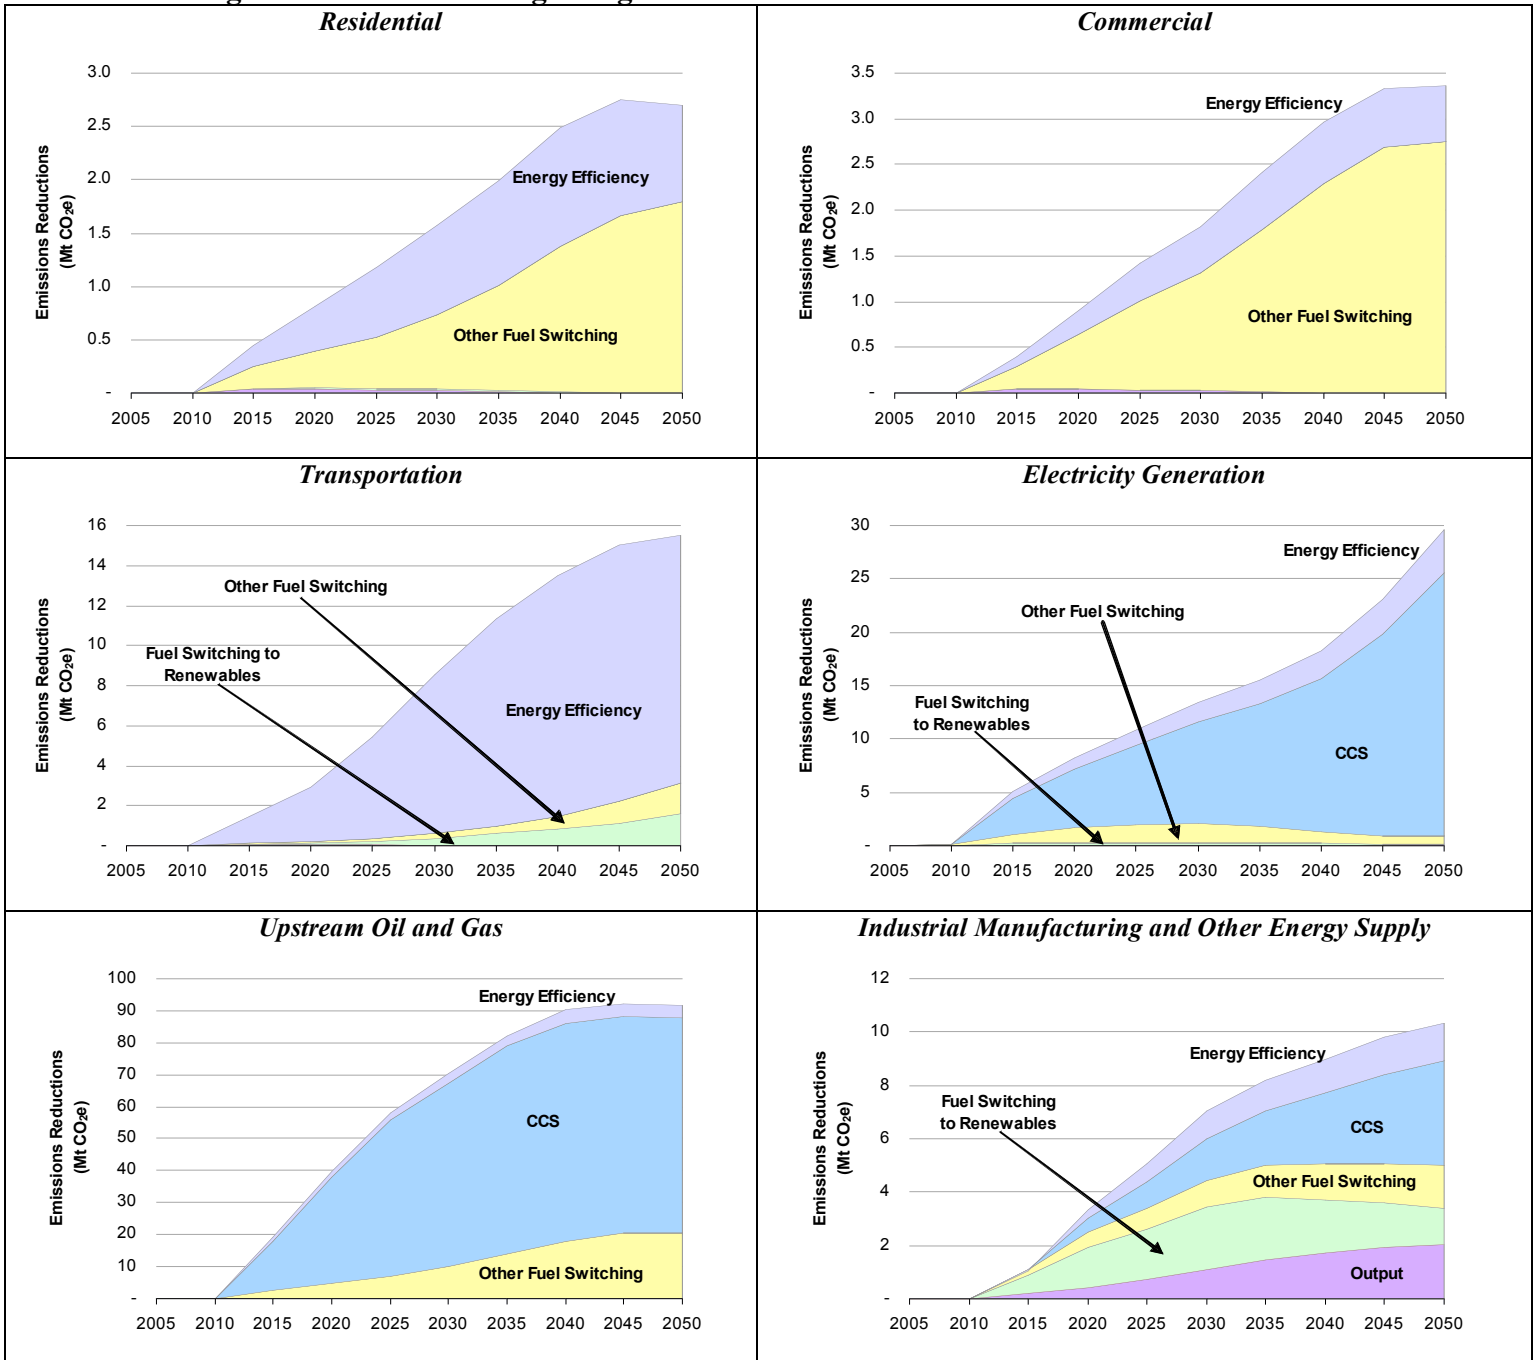 Residential
3.0
2.5
2.0
1.5
1.0
0.5
-
2005 2010 2015 2020 2025 2030 2035 2040 2045 2050
Emissions Reductions
(Mt CO₂e)
Energy Efficiency
Other Fuel Switching
Commercial
3.5
3.0
2.5
2.0
1.5
1.0
0.5
-
2005 2010 2015 2020 2025 2030 2035 2040 2045 2050
Emissions Reductions
(Mt CO₂e)
Energy Efficiency
Other Fuel Switching
Transportation
16
14
12
10
8
6
4
2
-
2005 2010 2015 2020 2025 2030 2035 2040 2045 2050
Emissions Reductions
(Mt CO₂e)
Other Fuel Switching
Fuel Switching to
Renewables
Energy Efficiency
Electricity Generation
30
25
20
15
10
5
-
2005 2010 2015 2020 2025 2030 2035 2040 2045 2050
Emissions Reductions
(Mt CO₂e)
Energy Efficiency
Other Fuel Switching
Fuel Switching
to Renewables
CCS
Upstream Oil and Gas
100
90
80
70
60
50
40
30
20
10
-
2005 2010 2015 2020 2025 2030 2035 2040 2045 2050
Emissions Reductions
(Mt CO₂e)
Energy Efficiency
CCS
Other Fuel Switching
Industrial Manufacturing and Other Energy Supply
12
10
8
6
4
2
-
2005 2010 2015 2020 2025 2030 2035 2040 2045 2050
Emissions Reductions
(Mt CO₂e)
Energy Efficiency
Fuel Switching
to Renewables
CCS
Other Fuel Switching
Output